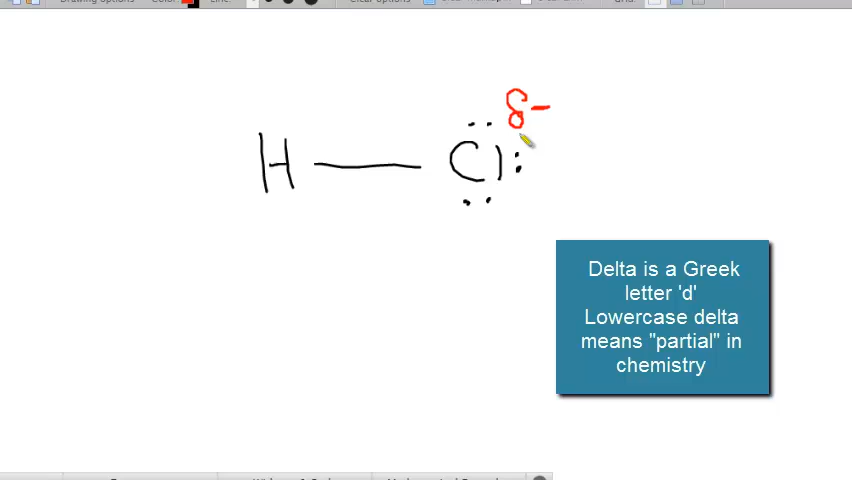 δ-
H — Cl:
Delta is a Greek
letter 'd'
Lowercase delta
means "partial" in
chemistry